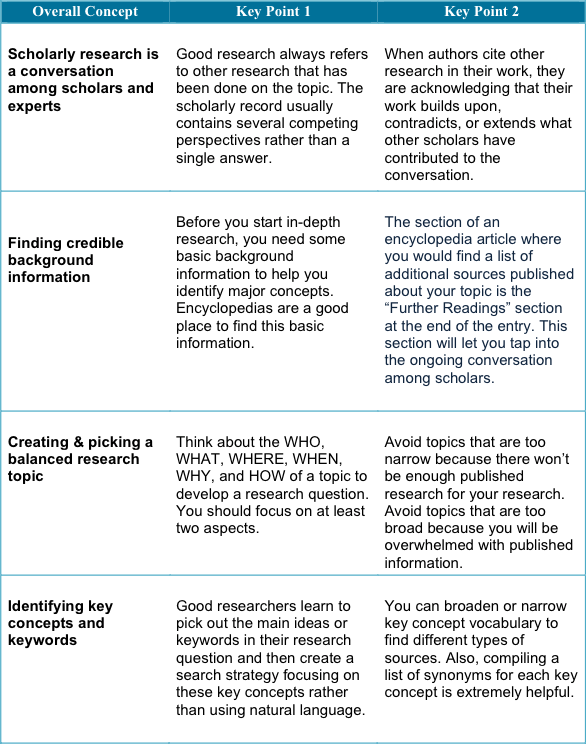 Overall Concept
Key Point 1
Key Point 2
Scholarly research is
a conversation
among scholars and
experts
Good research always refers
to other research that has
been done on the topic. The
scholarly record usually
contains several competing
perspectives rather than a
single answer.
When authors cite other
research in their work, they
are acknowledging that their
work builds upon,
contradicts, or extends what
other scholars have
contributed to the
conversation.
Finding credible
background
information
Before you start in-depth
research, you need some
basic background
information to help you
identify major concepts.
Encyclopedias are a good
place to find this basic
information.
The section of an
encyclopedia article where
you would find a list of
additional sources published
about your topic is the
“Further Readings” section
at the end of the entry. This
section will let you tap into
the ongoing conversation
among scholars.
Creating & picking a
balanced research
topic
Think about the WHO,
WHAT, WHERE, WHEN,
WHY, and HOW of a topic to
develop a research question.
You should focus on at least
two aspects.
Avoid topics that are too
narrow because there won’t
be enough published
research for your research.
Avoid topics that are too
broad because you will be
overwhelmed with published
information.
Identifying key
concepts and
keywords
Good researchers learn to
pick out the main ideas or
keywords in their research
question and then create a
search strategy focusing on
these key concepts rather
than using natural language.
You can broaden or narrow
key concept vocabulary to
find different types of
sources. Also, compiling a
list of synonyms for each key
concept is extremely helpful.